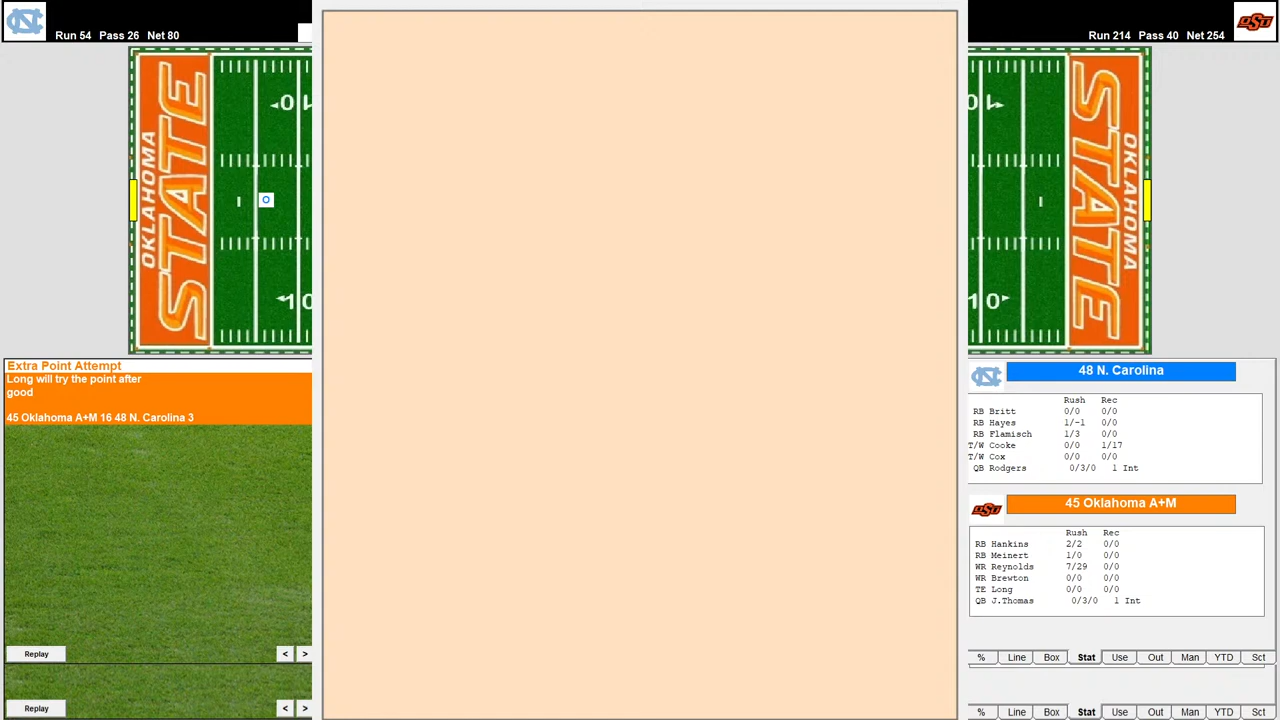 Run 54 Pass 26 Net 80
Run 214 Pass 40 Net 254
OSU
OKLAHOMA
STATE
10
10
10
10
OKLAHOMA
STATE
Extra Point Attempt
Long will try the point after
good
45 Oklahoma A+M 16 48 N. Carolina 3
Replay < >
Replay < >
48 N. Carolina
Rush Rec
RB Britt 0/0 0/0
RB Hayes 1/-1 0/0
RB Flamisch 1/3 0/0
T/W Cooke 0/0 1/17
T/W Cox 0/0 0/0
QB Rodgers 0/3/0 1 Int
45 Oklahoma A+M
OSU
Rush Rec
RB Hankins 2/2 0/0
RB Meinert 1/0 0/0
WR Reynolds 7/29 0/0
WR Brewton 0/0 0/0
TE Long 0/0 0/0
QB J.Thomas 0/3/0 1 Int
% Line Box Stat Use Out Man YTD Sct
% Line Box Stat Use Out Man YTD Sct